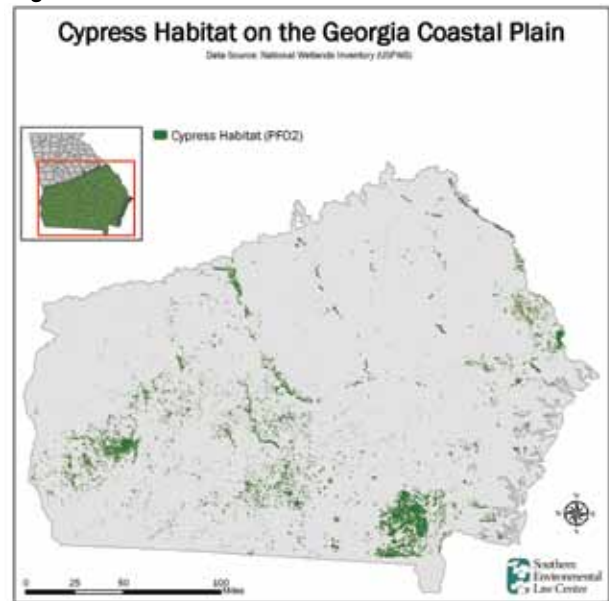 Cypress Habitat on the Georgia Coastal Plain
Data Source: National Wetlands Inventory (USFWS)
Cypress Habitat (PFO2)
0 25 50 100
Miles
Southern
Environmental
Law Center